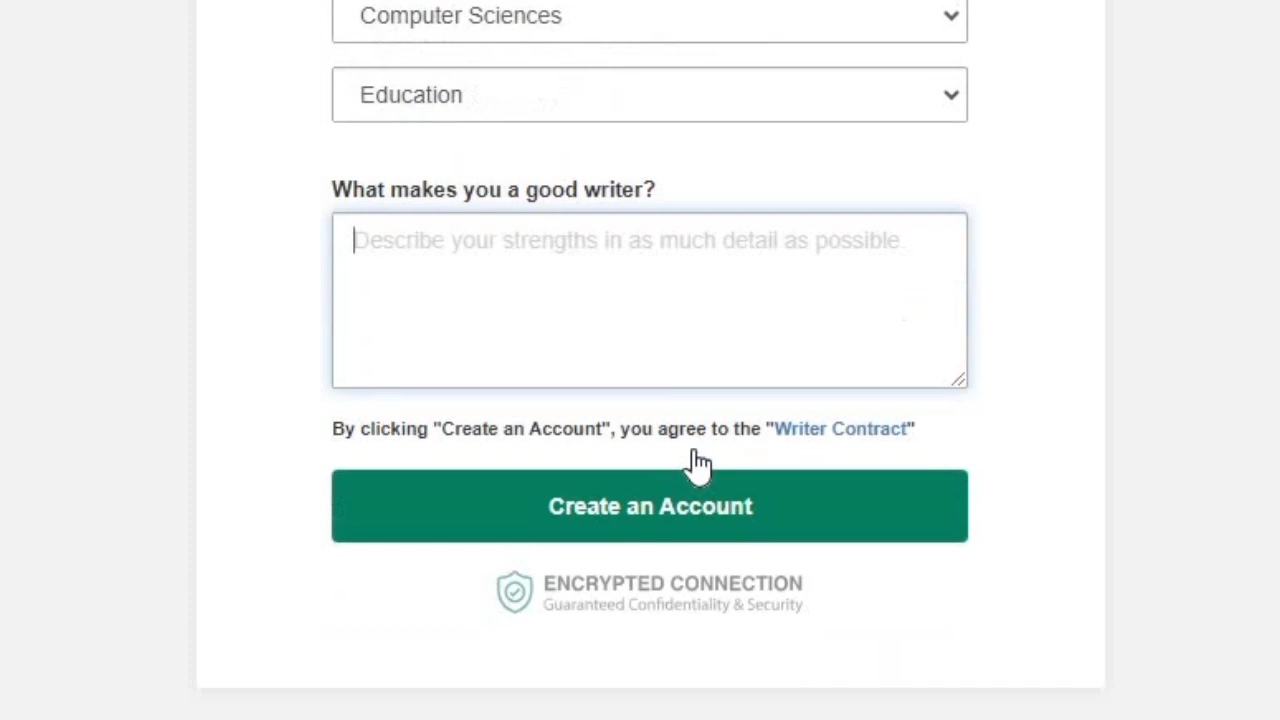 Computer Sciences
Education
What makes you a good writer?
Describe your strengths in as much detail as possible.
By clicking "Create an Account", you agree to the "Writer Contract"
Create an Account
ENCRYPTED CONNECTION
Guaranteed Confidentiality & Security